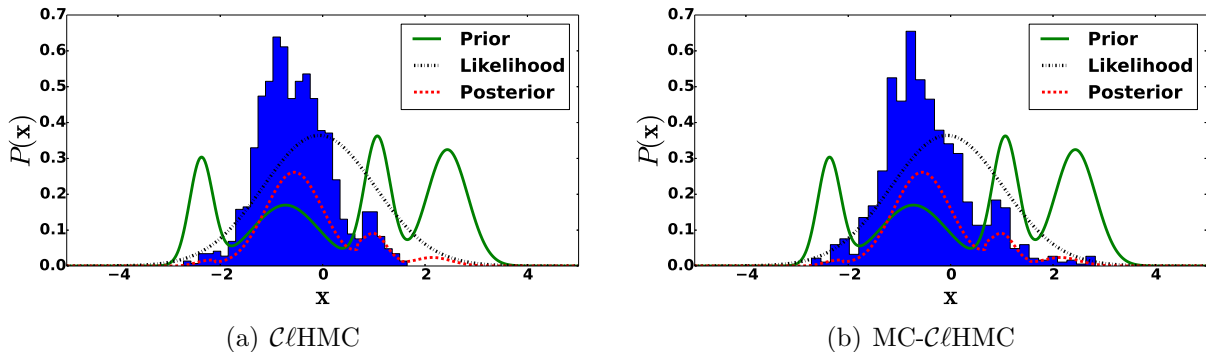 0.7
0.6
0.5
0.4
0.3
0.2
0.1
0.0
P(x)
−4
−2
0
2
4
x
Prior
Likelihood
Posterior
(a) CℓHMC
0.7
0.6
0.5
0.4
0.3
0.2
0.1
0.0
P(x)
−4
−2
0
2
4
x
Prior
Likelihood
Posterior
(b) MC-CℓHMC